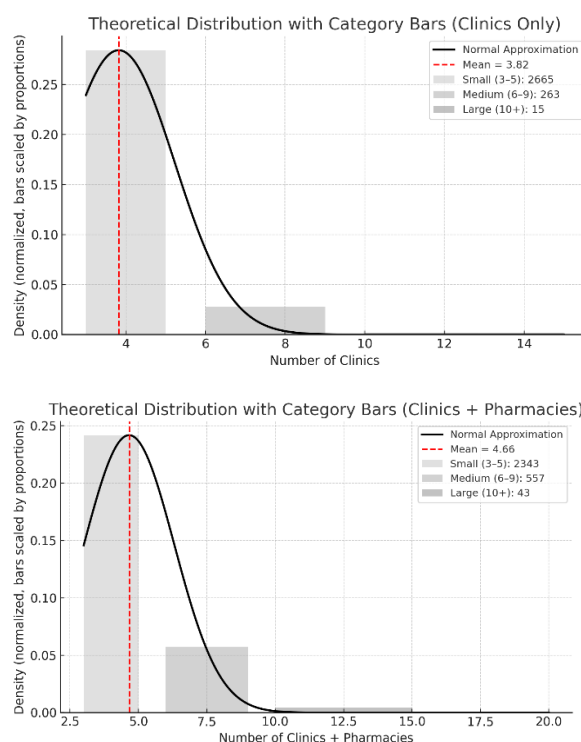 Theoretical Distribution with Category Bars (Clinics Only)
Density (normalized, bars scaled by proportions)
0.25
0.20
0.15
0.10
0.05
0.00
Normal Approximation
Mean = 3.82
Small (3–5): 2665
Medium (6–9): 263
Large (10+): 15
4 6 8 10 12 14
Number of Clinics
Theoretical Distribution with Category Bars (Clinics + Pharmacies)
Density (normalized, bars scaled by proportions)
0.25
0.20
0.15
0.10
0.05
0.00
Normal Approximation
Mean = 4.66
Small (3–5): 2343
Medium (6–9): 557
Large (10+): 43
2.5 5.0 7.5 10.0 12.5 15.0 17.5 20.0
Number of Clinics + Pharmacies